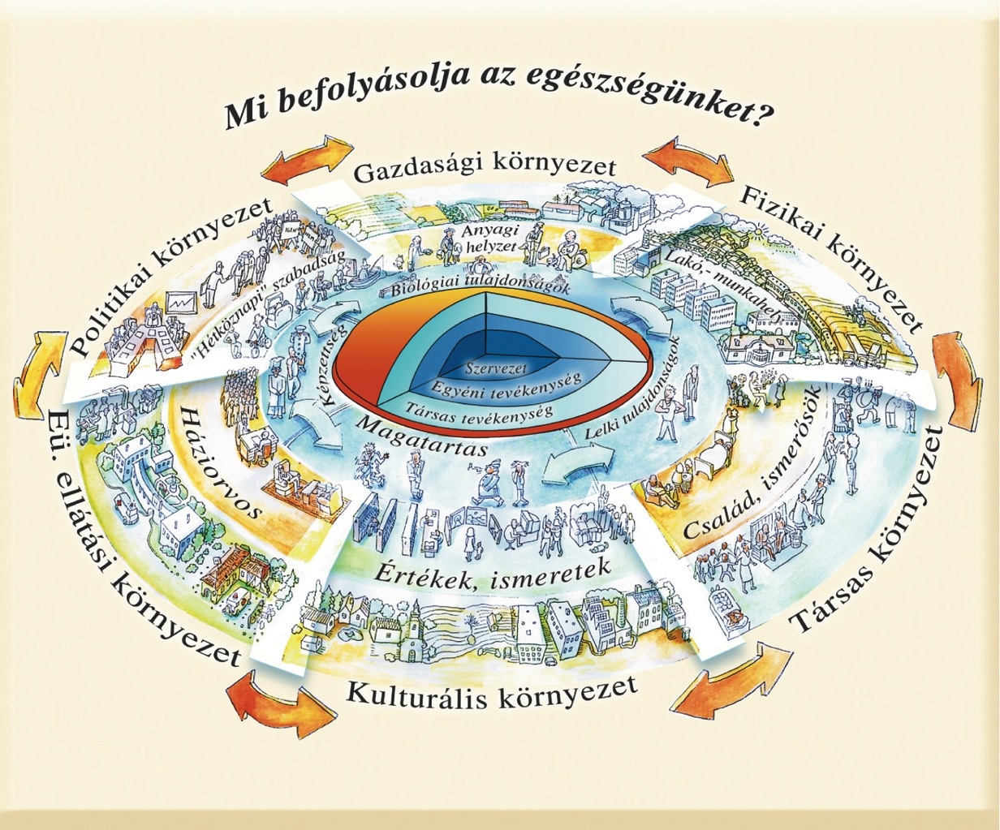 Mi befolyásolja az egészségünket?
Gazdasági környezet
Fizikai környezet
Politikai környezet
Anyagi
helyzet
Lakó,- munkahely
"Hétköznapi" szabadság
Biológiai tulajdonságok
Képzettség
Szervezet
Egyéni tevékenység
Társas tevékenység
Lelki tulajdonságok
Magatartás
Háziorvos
Család, ismerősök
Értékek, ismeretek
Eü. ellátási környezet
Társas környezet
Kulturális környezet